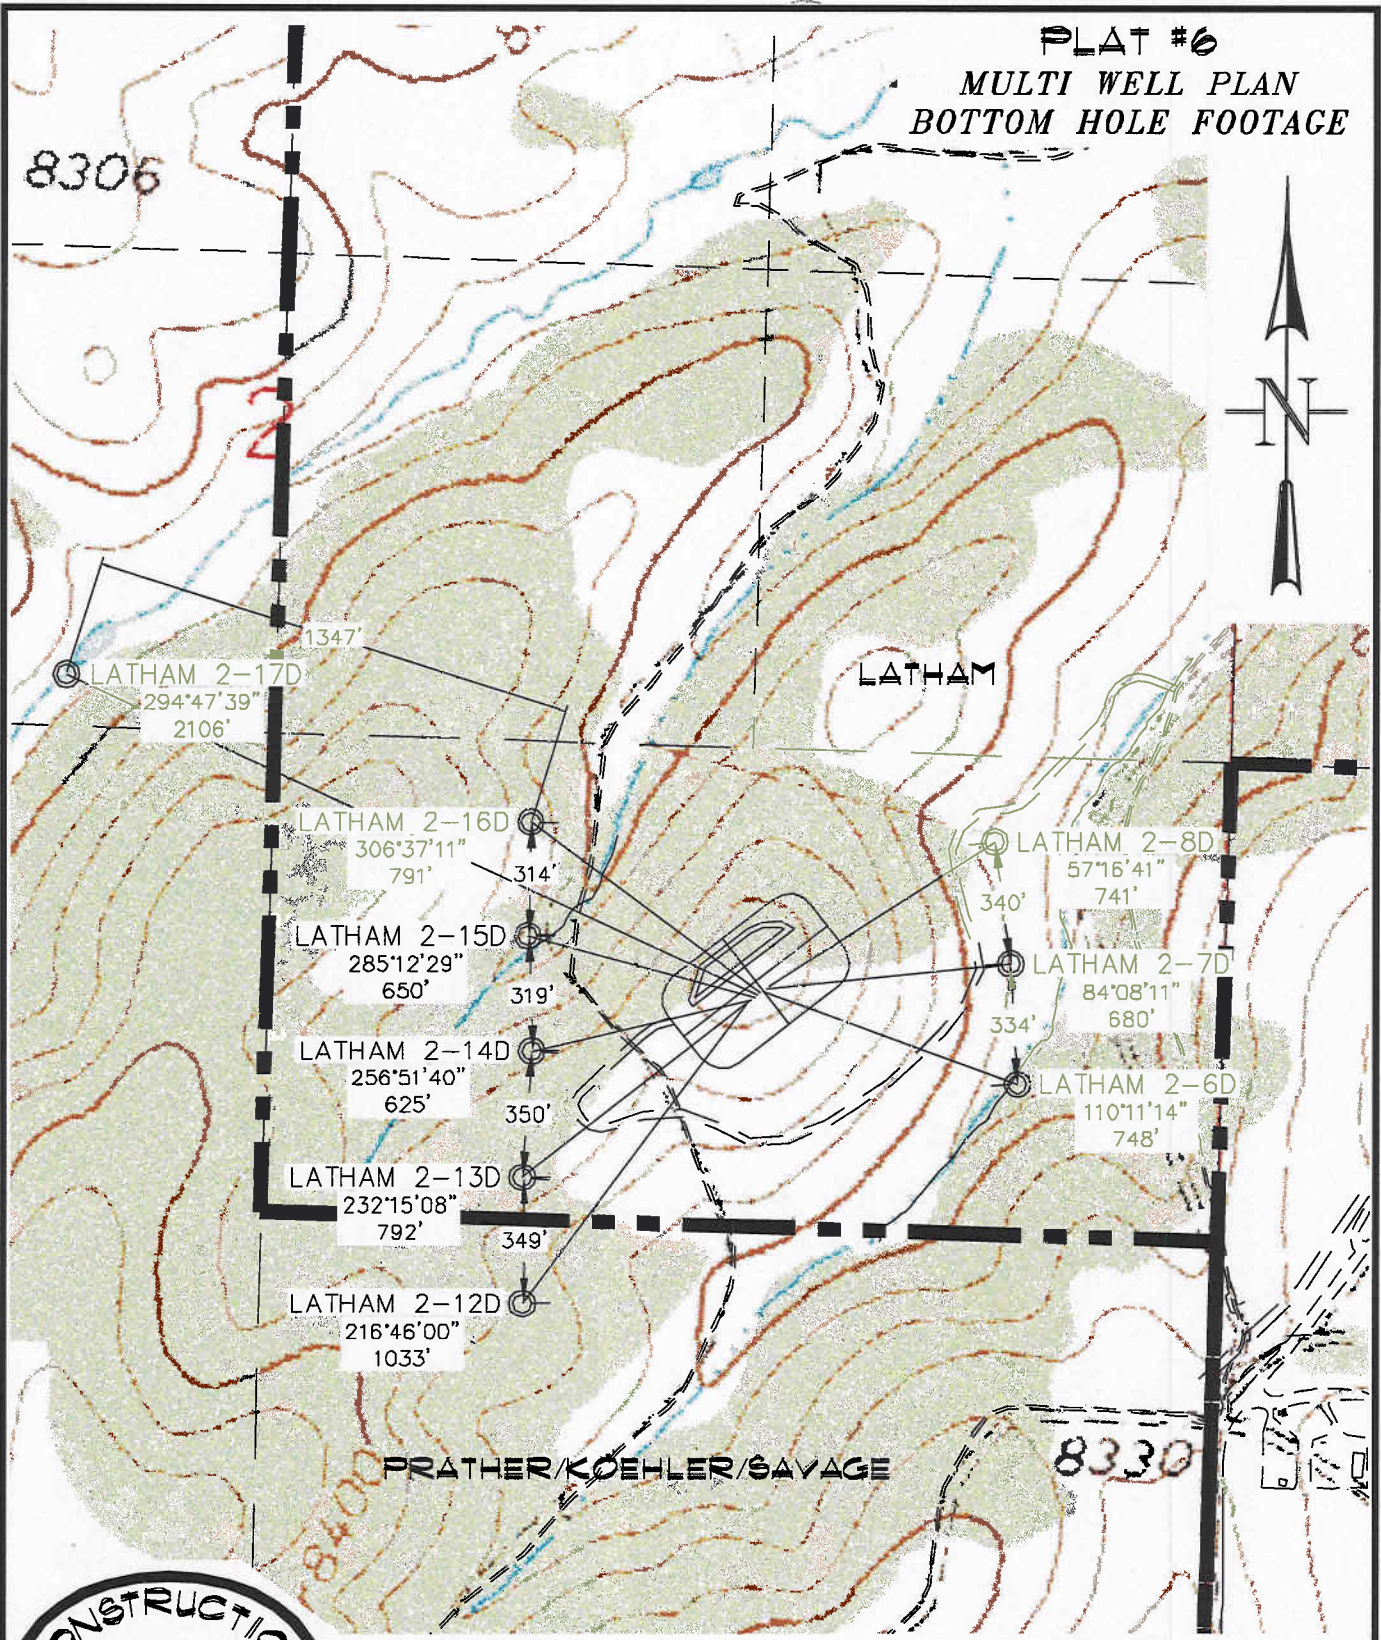 PLAT #6
MULTI WELL PLAN
BOTTOM HOLE FOOTAGE
8306
N
2
1347'
LATHAM 2-17D
294°47'39"
2106'
LATHAM
LATHAM 2-16D
306°37'11"
791'
314'
LATHAM 2-8D
57°16'41"
741'
340'
LATHAM 2-15D
285°12'29"
650'
319'
LATHAM 2-7D
84°08'11"
680'
334'
LATHAM 2-14D
256°51'40"
625'
350'
LATHAM 2-6D
110°11'14"
748'
LATHAM 2-13D
232°15'08"
792'
349'
LATHAM 2-12D
216°46'00"
1033'
PRATHER/KOEHLER/SAVAGE
8330
8400